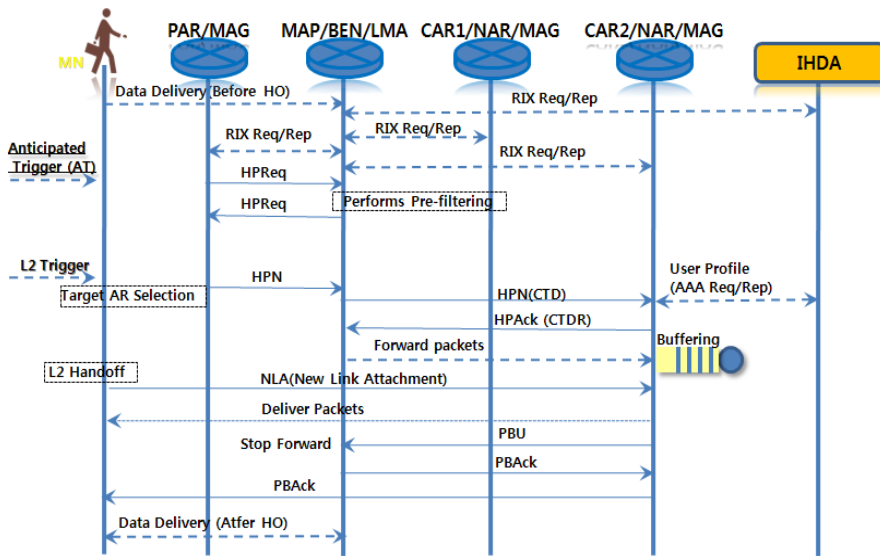 PAR/MAG MAP/BEN/LMA CAR1/NAR/MAG CAR2/NAR/MAG
MN
IHDA
Data Delivery(Before HO)
RIX Req/Rep
RIX Req/Rep
RIX Req/Rep
Anticipated
Trigger (AT)
RIX Req/Rep
HPReq
HPReq
Performs Pre-filtering
L2 Trigger
HPN
User Profile
(AAA Req/Rep)
Target AR Selection
HPN(CTD)
HPAck (CTDR)
Buffering
Forward packets
L2 Handoff
NLA(New Link Attachment)
Deliver Packets
Stop Forward
PBU
PBAck
PBAck
Data Delivery (Atfer HO)